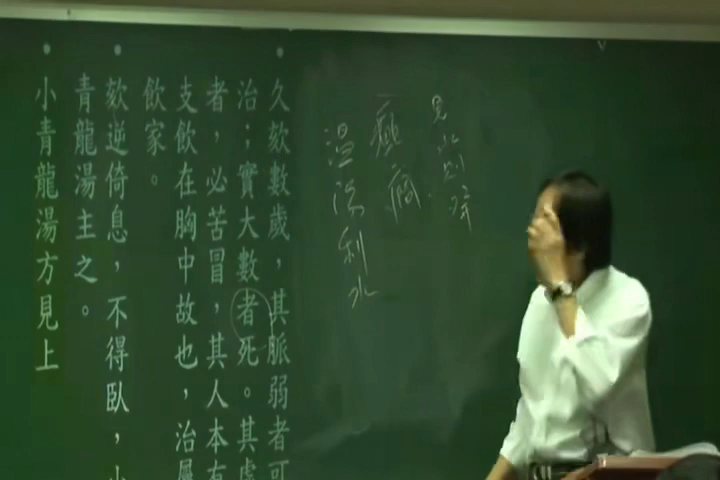 久欬數歲，其脈弱者可
治；實大數者死。其虛
者，必苦冒，其人本有
支飲在胸中故也，治屬
飲家。
欬逆倚息，不得臥，小
青龍湯主之。
小青龍湯方見上
癲癇
利水